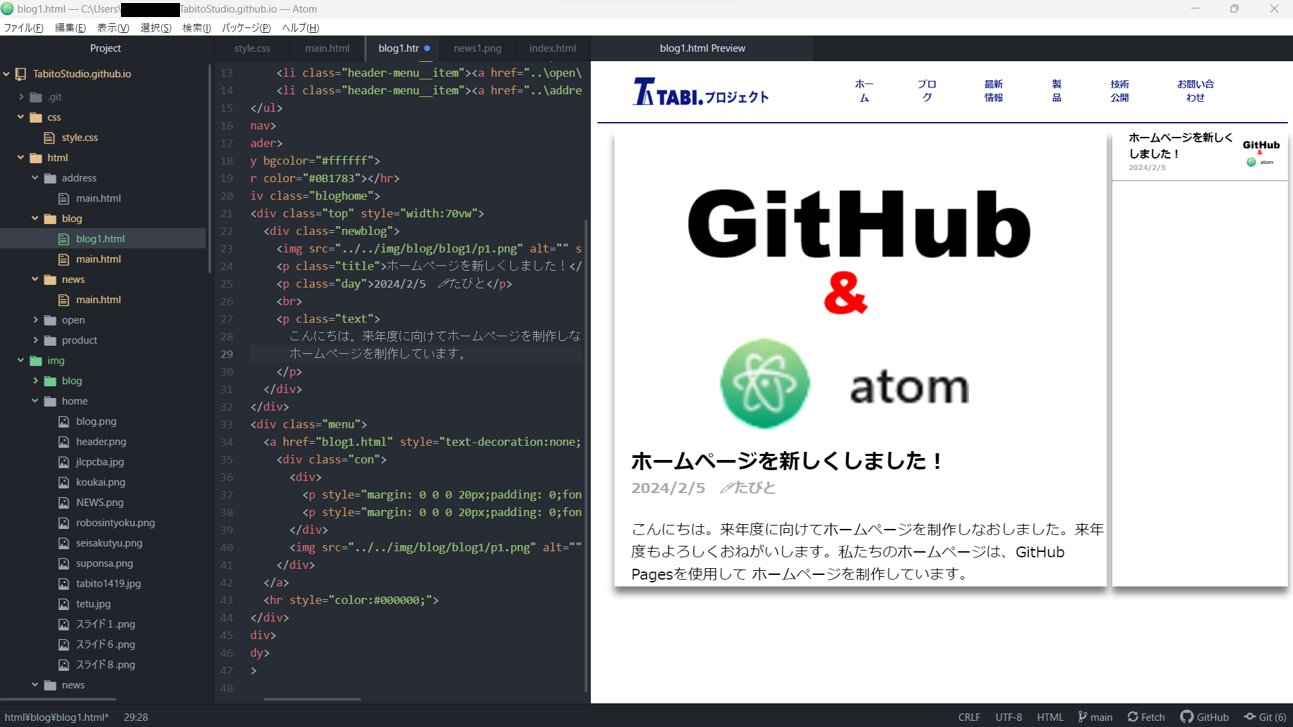 blog1.html — C:\Users\ TabitoStudio.github.io — Atom
ファイル(F) 編集(E) 表示(V) 選択(S) 検索(I) パッケージ(P) ヘルプ(H)
Project
TabitoStudio.github.io
.git
css
style.css
html
address
main.html
blog
blog1.html
main.html
news
main.html
open
product
img
blog
home
blog.png
header.png
jlcpcba.jpg
koukai.png
NEWS.png
robosintyoku.png
seisakutyu.png
suponsa.png
tabito1419.jpg
tetu.jpg
スライド1.png
スライド6.png
スライド8.png
news
style.css main.html blog1.htr news1.png index.html
13 <li class="header-menu__item"><a href="..\open\
14 <li class="header-menu__item"><a href="..\addre
15 </ul>
16 nav>
17 ader>
18 y bgcolor="#ffffff">
19 r color="#0B1783"></hr>
20 iv class="bloghome">
21 <div class="top" style="width:70vw">
22 <div class="newblog">
23 <img src="../../img/blog/blog1/p1.png" alt="" s
24 <p class="title">ホームページを新しくしました！</
25 <p class="day">2024/2/5 🖊たびと</p>
26 <br>
27 <p class="text">
28 こんにちは。来年度に向けてホームページを制作しな
29 ホームページを制作しています。
30 </p>
31 </div>
32 </div>
33 <div class="menu">
34 <a href="blog1.html" style="text-decoration:none;
35 <div class="con">
36 <div>
37 <p style="margin: 0 0 0 20px;padding: 0;fon
38 <p style="margin: 0 0 0 20px;padding: 0;fon
39 </div>
40 <img src="../../img/blog/blog1/p1.png" alt=""
41 </div>
42 </a>
43 <hr style="color:#000000;">
44 </div>
45 div>
46 dy>
47 >
48
blog1.html Preview
TABI.プロジェクト
ホー
ム
ブロ
グ
最新
情報
製
品
技術
公開
お問い合
わせ
GitHub
&
atom
ホームページを新しくしました！
2024/2/5 🖊たびと
こんにちは。来年度に向けてホームページを制作しなおしました。来年
度もよろしくおねがいします。私たちのホームページは、GitHub
Pagesを使用して ホームページを制作しています。
ホームページを新しく
しました！
2024/2/5
GitHub
&
atom
html¥blog¥blog1.html* 29:28 CRLF UTF-8 HTML main Fetch GitHub Git (6)